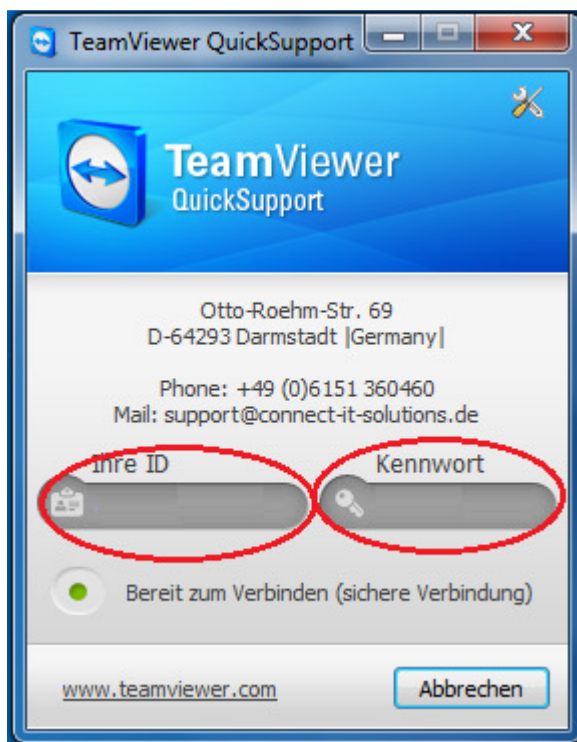 TeamViewer QuickSupport
TeamViewer
QuickSupport
Otto-Roehm-Str. 69
D-64293 Darmstadt |Germany|
Phone: +49 (0)6151 360460
Mail: support@connect-it-solutions.de
Ihre ID
Kennwort
Bereit zum Verbinden (sichere Verbindung)
www.teamviewer.com
Abbrechen